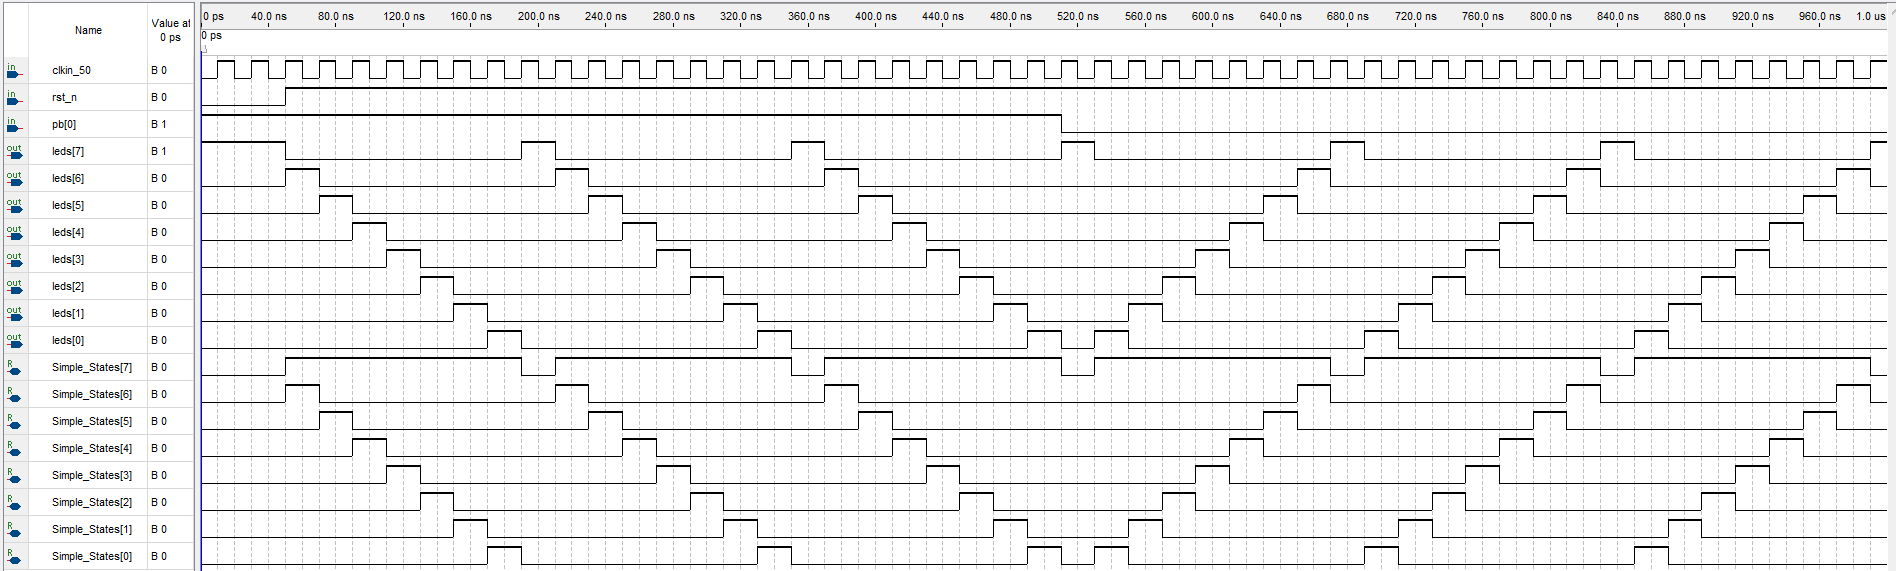 Name
Value at
0 ps
0 ps 40.0 ns 80.0 ns 120.0 ns 160.0 ns 200.0 ns 240.0 ns 280.0 ns 320.0 ns 360.0 ns 400.0 ns 440.0 ns 480.0 ns 520.0 ns 560.0 ns 600.0 ns 640.0 ns 680.0 ns 720.0 ns 760.0 ns 800.0 ns 840.0 ns 880.0 ns 920.0 ns 960.0 ns 1.0 us
0 ps
in clkin_50 B 0
in rst_n B 0
in pb[0] B 1
out leds[7] B 1
out leds[6] B 0
out leds[5] B 0
out leds[4] B 0
out leds[3] B 0
out leds[2] B 0
out leds[1] B 0
out leds[0] B 0
R Simple_States[7] B 0
R Simple_States[6] B 0
R Simple_States[5] B 0
R Simple_States[4] B 0
R Simple_States[3] B 0
R Simple_States[2] B 0
R Simple_States[1] B 0
R Simple_States[0] B 0